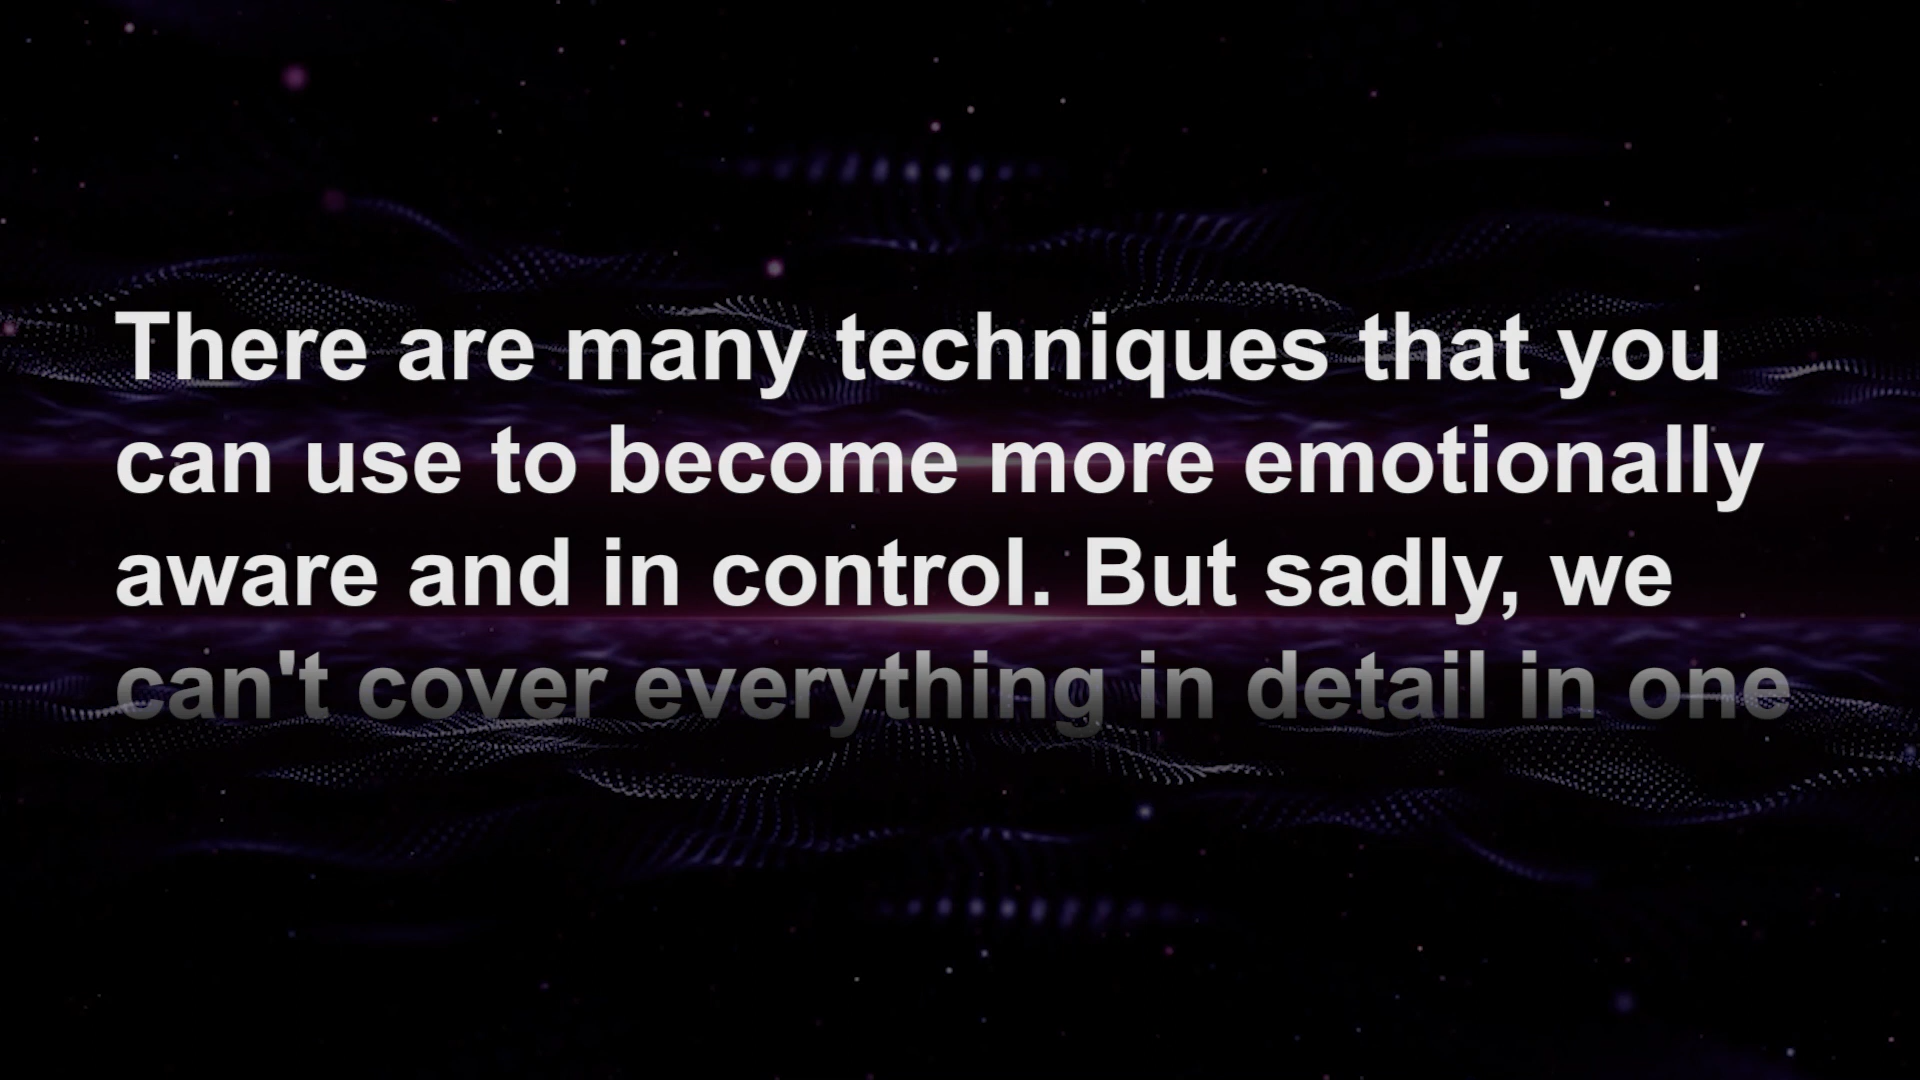 There are many techniques that you
can use to become more emotionally
aware and in control. But sadly, we
can't cover everything in detail in one